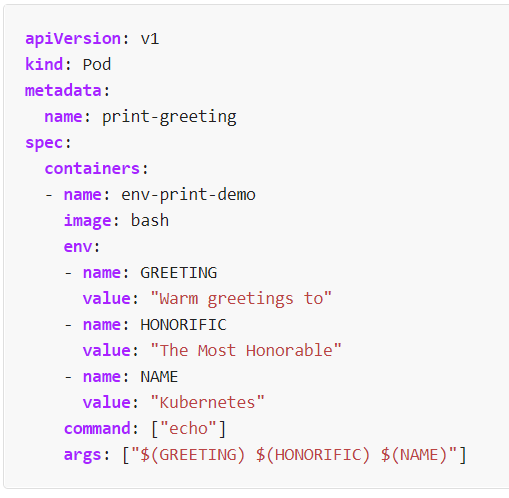 apiVersion: v1
kind: Pod
metadata:
  name: print-greeting
spec:
  containers:
  - name: env-print-demo
    image: bash
    env:
    - name: GREETING
      value: "Warm greetings to"
    - name: HONORIFIC
      value: "The Most Honorable"
    - name: NAME
      value: "Kubernetes"
    command: ["echo"]
    args: ["$(GREETING) $(HONORIFIC) $(NAME)"]